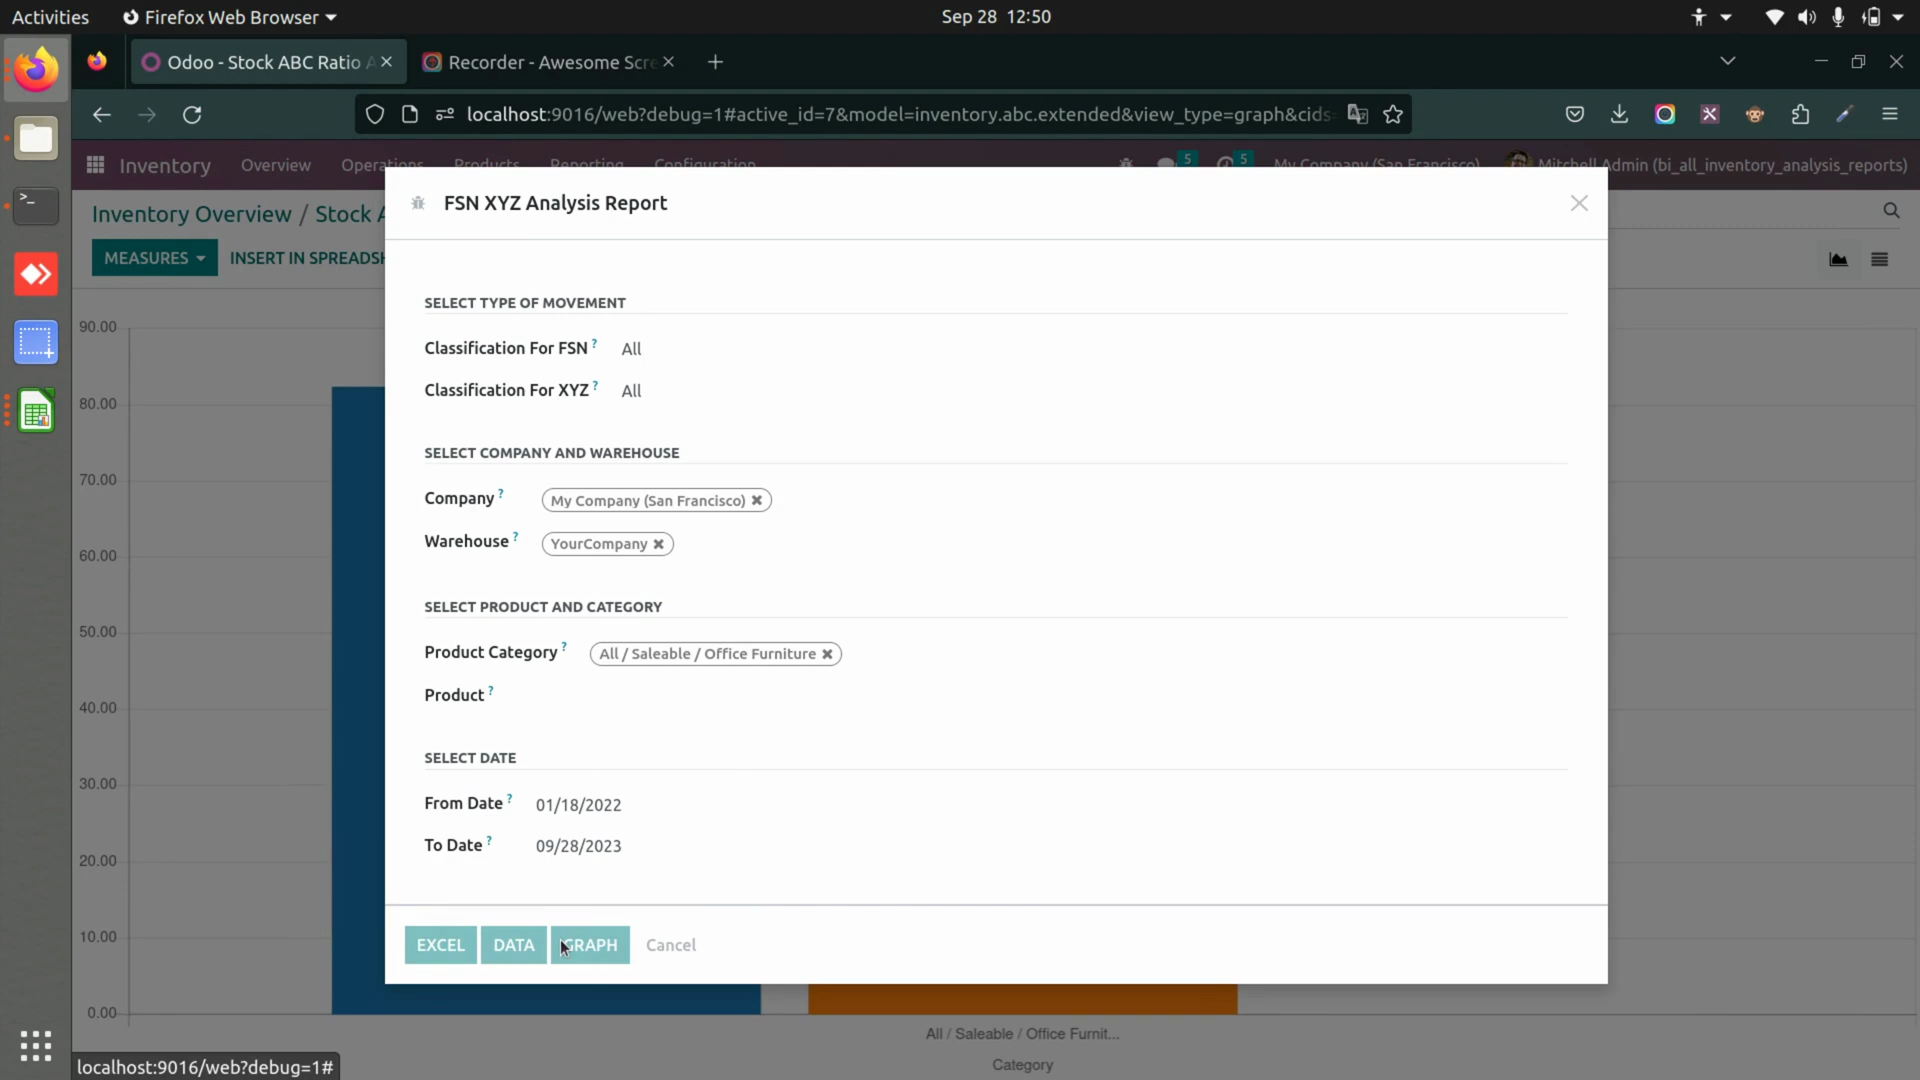 Activities Firefox Web Browser Sep 28 12:50
Odoo - Stock ABC Ratio A Recorder - Awesome Scre
localhost:9016/web?debug=1#active_id=7&model=inventory.abc.extended&view_type=graph&cids=
Inventory Overview Operations Products Reporting Configuration 5 5 My Company (San Francisco) Mitchell Admin (bi_all_inventory_analysis_reports)
FSN XYZ Analysis Report
Inventory Overview / Stock A
MEASURES INSERT IN SPREADSH
SELECT TYPE OF MOVEMENT
90.00
Classification For FSN ? All
Classification For XYZ ? All
80.00
SELECT COMPANY AND WAREHOUSE
70.00
Company ? My Company (San Francisco) ✖
Warehouse ? YourCompany ✖
60.00
SELECT PRODUCT AND CATEGORY
50.00
Product Category ? All / Saleable / Office Furniture ✖
Product ?
40.00
SELECT DATE
30.00
From Date ? 01/18/2022
To Date ? 09/28/2023
20.00
10.00
EXCEL DATA GRAPH Cancel
0.00
All / Saleable / Office Furnit...
Category
localhost:9016/web?debug=1#